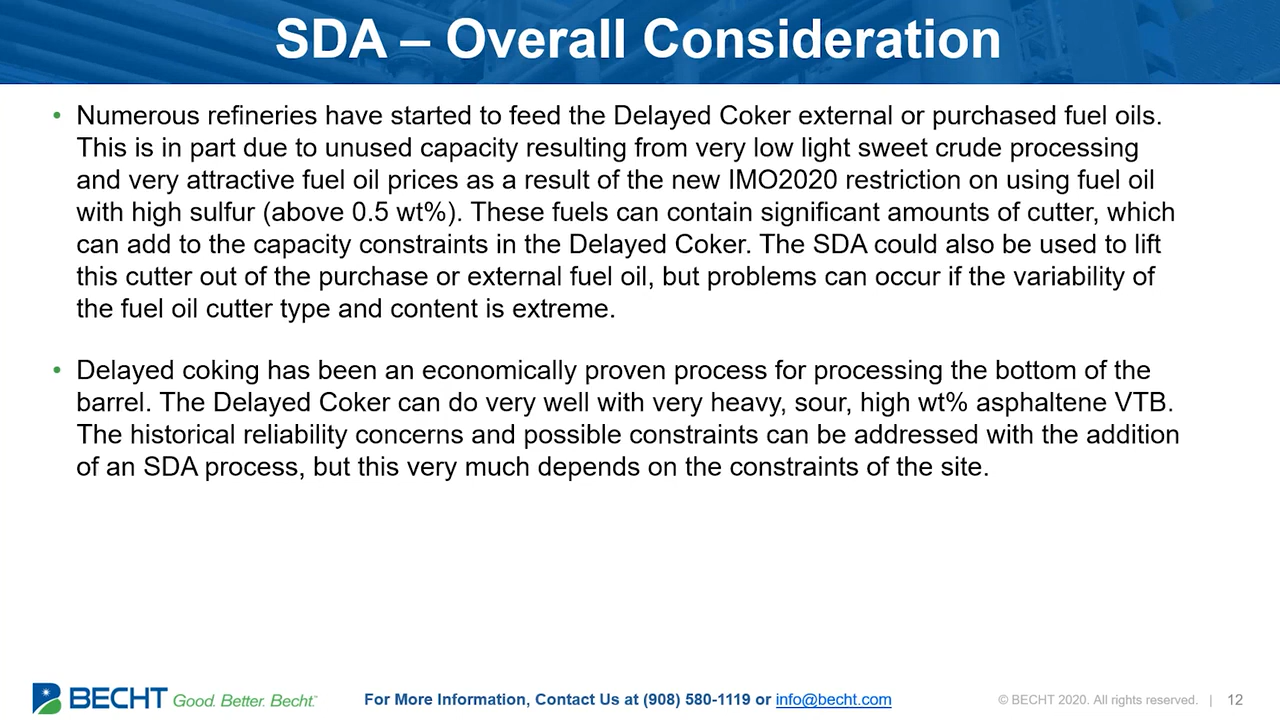 SDA – Overall Consideration
• Numerous refineries have started to feed the Delayed Coker external or purchased fuel oils.
This is in part due to unused capacity resulting from very low light sweet crude processing
and very attractive fuel oil prices as a result of the new IMO2020 restriction on using fuel oil
with high sulfur (above 0.5 wt%). These fuels can contain significant amounts of cutter, which
can add to the capacity constraints in the Delayed Coker. The SDA could also be used to lift
this cutter out of the purchase or external fuel oil, but problems can occur if the variability of
the fuel oil cutter type and content is extreme.
• Delayed coking has been an economically proven process for processing the bottom of the
barrel. The Delayed Coker can do very well with very heavy, sour, high wt% asphaltene VTB.
The historical reliability concerns and possible constraints can be addressed with the addition
of an SDA process, but this very much depends on the constraints of the site.
BECHT Good. Better. Becht.™ For More Information, Contact Us at (908) 580-1119 or info@becht.com © BECHT 2020. All rights reserved. | 12